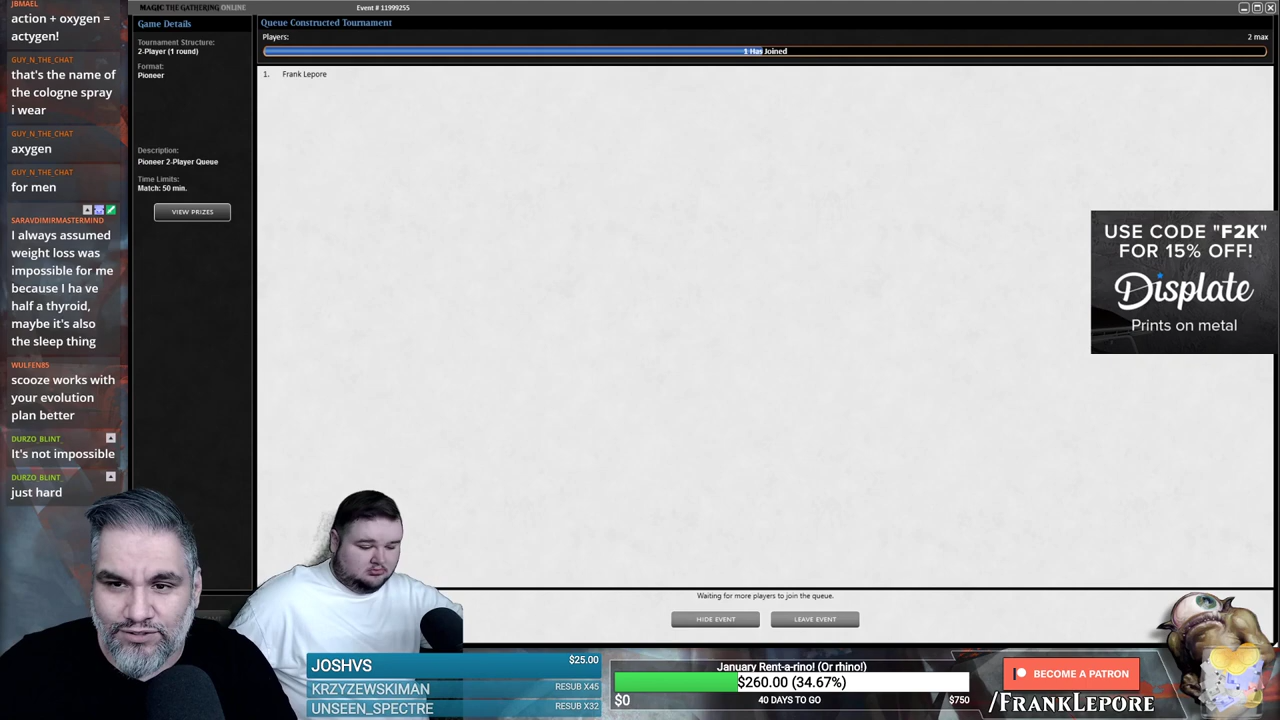 JBMAEL
action + oxygen =
actygen!
GUY_N_THE_CHAT
that's the name of
the cologne spray
i wear
GUY_N_THE_CHAT
axygen
GUY_N_THE_CHAT
for men
SARAVDIMIRMASTERMIND
I always assumed
weight loss was
impossible for me
because I ha ve
half a thyroid,
maybe it's also
the sleep thing
WULFEN85
scooze works with
your evolution
plan better
DURZO_BLINT_
It's not impossible
DURZO_BLINT_
just hard
MAGIC THE GATHERING ONLINE
Event # 11999255
Game Details
Tournament Structure:
2-Player (1 round)
Format:
Pioneer
Description:
Pioneer 2-Player Queue
Time Limits:
Match: 50 min.
VIEW PRIZES
Queue Constructed Tournament
Players:
2 max
1 Has Joined
1. Frank Lepore
USE CODE "F2K"
FOR 15% OFF!
Displate
Prints on metal
Waiting for more players to join the queue.
HIDE EVENT
LEAVE EVENT
JOSHVS $25.00
KRZYZEWSKIMAN RESUB X45
UNSEEN_SPECTRE RESUB X32
January Rent-a-rino! (Or rhino!)
$260.00 (34.67%)
$0 40 DAYS TO GO $750
BECOME A PATRON
/FRANKLEPORE